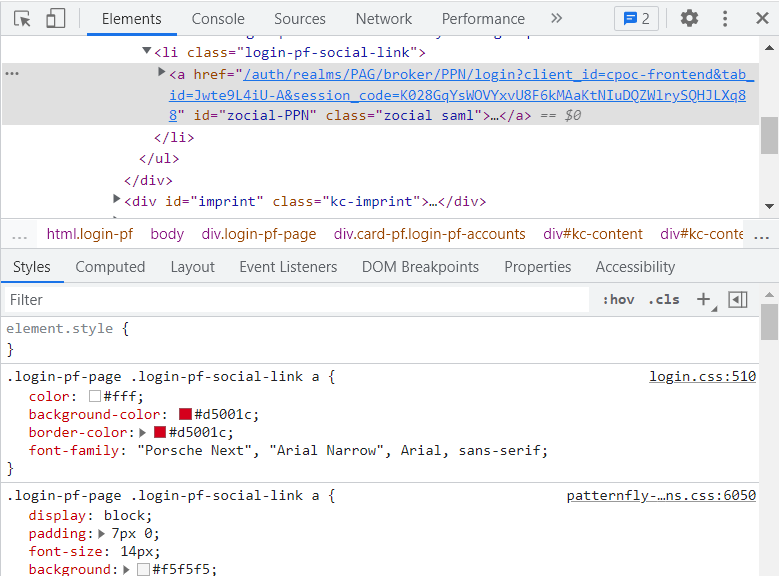 Elements Console Sources Network Performance » 2
<li class="login-pf-social-link">
<a href="/auth/realms/PAG/broker/PPN/login?client_id=cpoc-frontend&tab_
id=Jwte9L4iU-A&session_code=K028GqYsWOVYxvU8F6kMAaKtNIuDQZWlrySQHJLXq8
8" id="zocial-PPN" class="zocial saml">…</a> == $0
</li>
</ul>
</div>
<div id="imprint" class="kc-imprint">…</div>
... html.login-pf body div.login-pf-page div.card-pf.login-pf-accounts div#kc-content div#kc-conte ...
Styles Computed Layout Event Listeners DOM Breakpoints Properties Accessibility
Filter :hov .cls +
element.style {
}
.login-pf-page .login-pf-social-link a { login.css:510
color: #fff;
background-color: #d5001c;
border-color: #d5001c;
font-family: "Porsche Next", "Arial Narrow", Arial, sans-serif;
}
.login-pf-page .login-pf-social-link a { patternfly-…ns.css:6050
display: block;
padding: 7px 0;
font-size: 14px;
background: #f5f5f5;